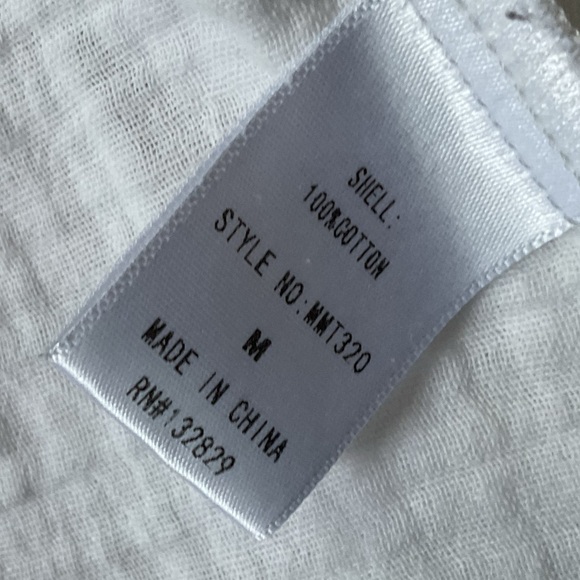 SHELL:
100%COTTON
STYLE NO:MMT320
M
MADE IN CHINA
RN#132829